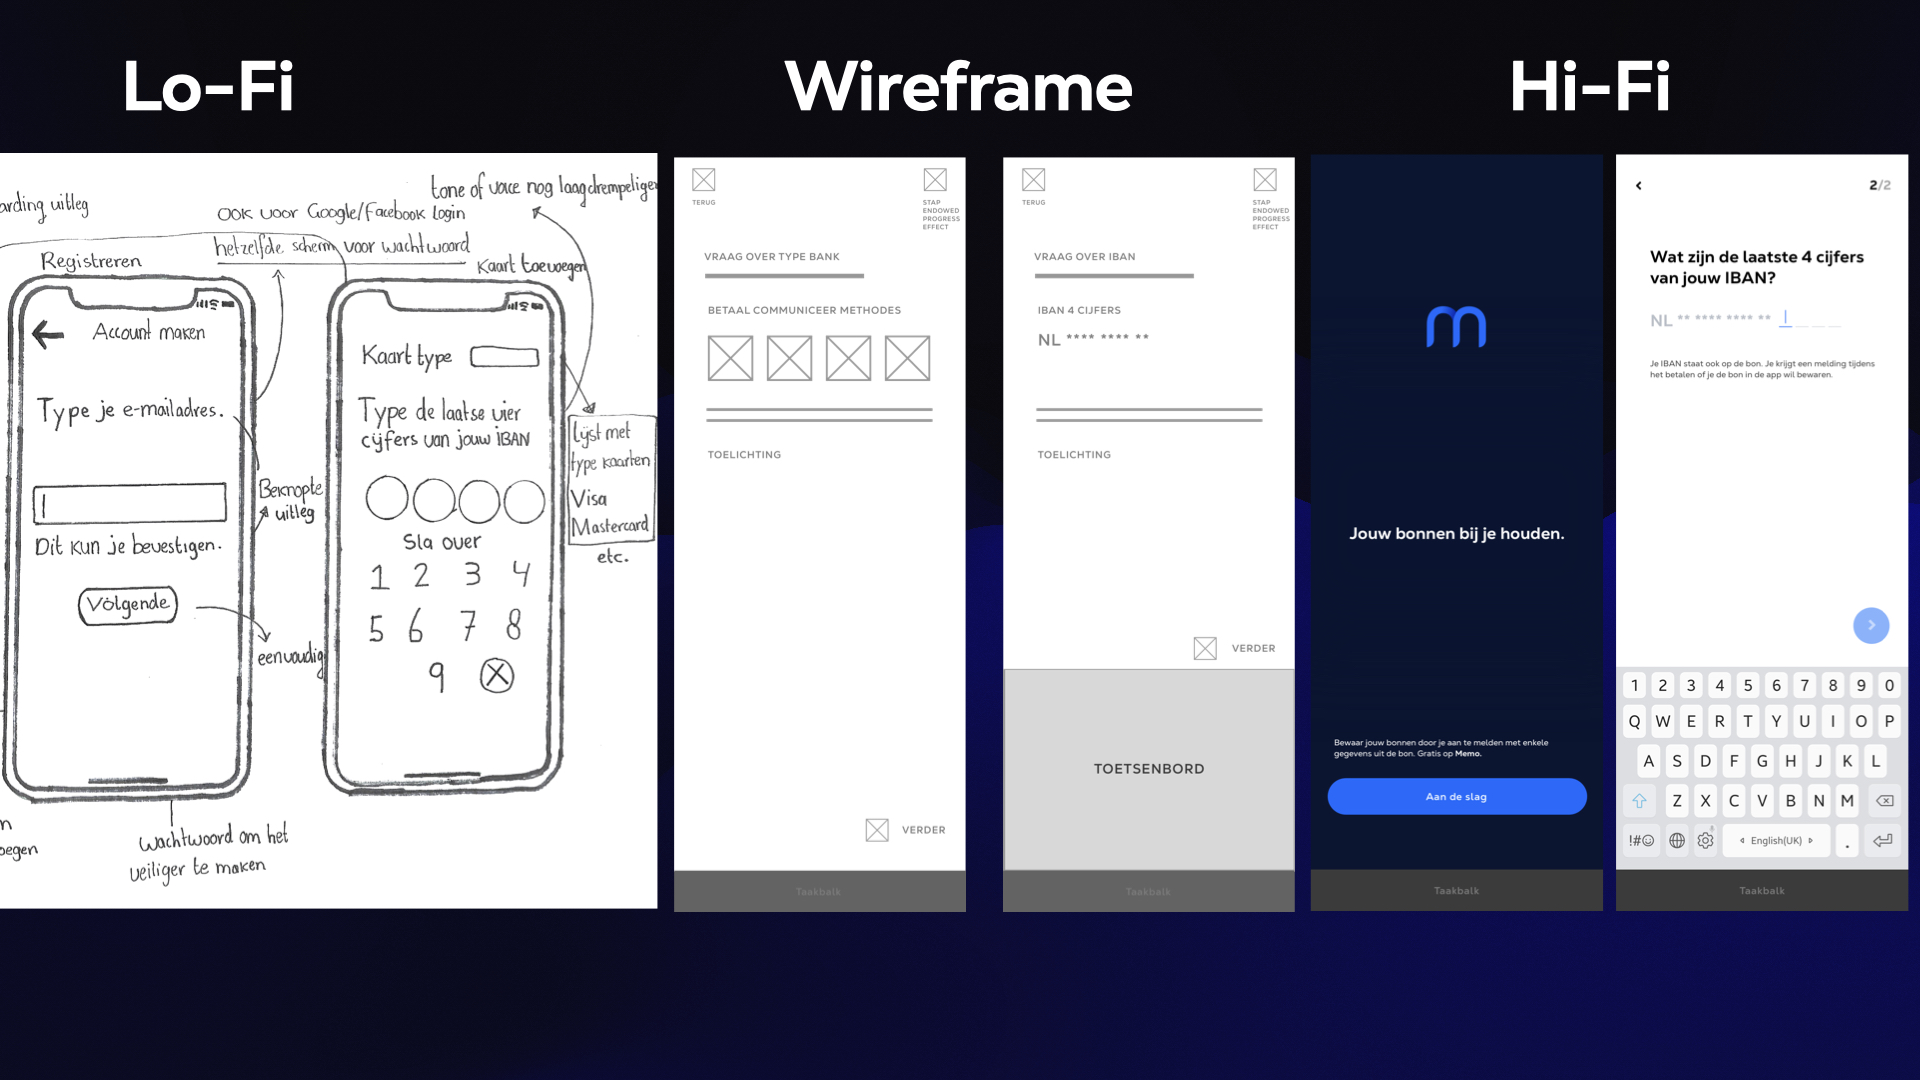 Lo-Fi
Wireframe
Hi-Fi
arding uitleg
tone of voice nog laagdrempeliger
OOK voor Google/Facebook login
hetzelfde scherm voor wachtwoord
Registreren
Kaart toevoegen
Account maken
Type je e-mailadres.
Dit kun je bevestigen.
Volgende
Beknopte
uitleg
eenvoudig
Wachtwoord om het
veiliger te maken
n
oegen
Kaart type
Type de laatse vier
cijfers van jouw IBAN
Sla over
1 2 3 4
5 6 7 8
9 X
Lijst met
type kaarten
Visa
Mastercard
etc.
TERUG
STAP
ENDOWED
PROGRESS
EFFECT
VRAAG OVER TYPE BANK
BETAAL COMMUNICEER METHODES
TOELICHTING
VERDER
Taakbalk
TERUG
STAP
ENDOWED
PROGRESS
EFFECT
VRAAG OVER IBAN
IBAN 4 CIJFERS
NL **** **** **
TOELICHTING
VERDER
TOETSENBORD
Taakbalk
m
Jouw bonnen bij je houden.
Bewaar jouw bonnen door je aan te melden met enkele
gegevens uit de bon. Gratis op Memo.
Aan de slag
Taakbalk
2/2
Wat zijn de laatste 4 cijfers
van jouw IBAN?
NL ** **** **** **
Je IBAN staat ook op de bon. Je krijgt een melding tijdens
het betalen of je de bon in de app wil bewaren.
1 2 3 4 5 6 7 8 9 0
Q W E R T Y U I O P
A S D F G H J K L
Z X C V B N M
!#☺ English(UK) .
Taakbalk